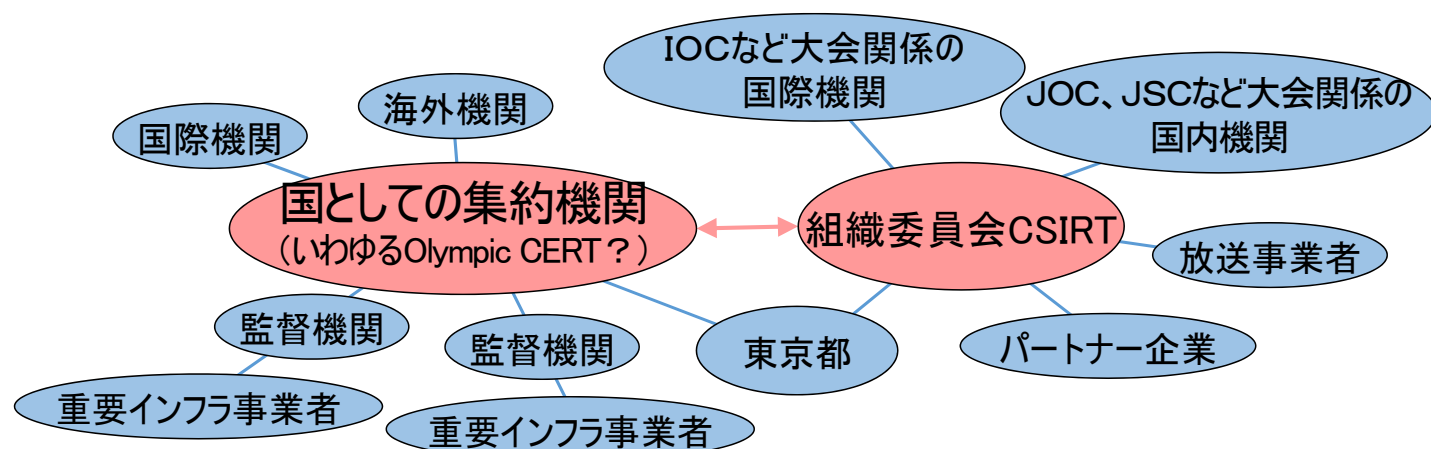 IOCなど大会関係の
国際機関
JOC、JSCなど大会関係の
国内機関
海外機関
国際機関
国としての集約機関
（いわゆるOlympic CERT？）
組織委員会CSIRT
放送事業者
監督機関
監督機関
東京都
パートナー企業
重要インフラ事業者
重要インフラ事業者